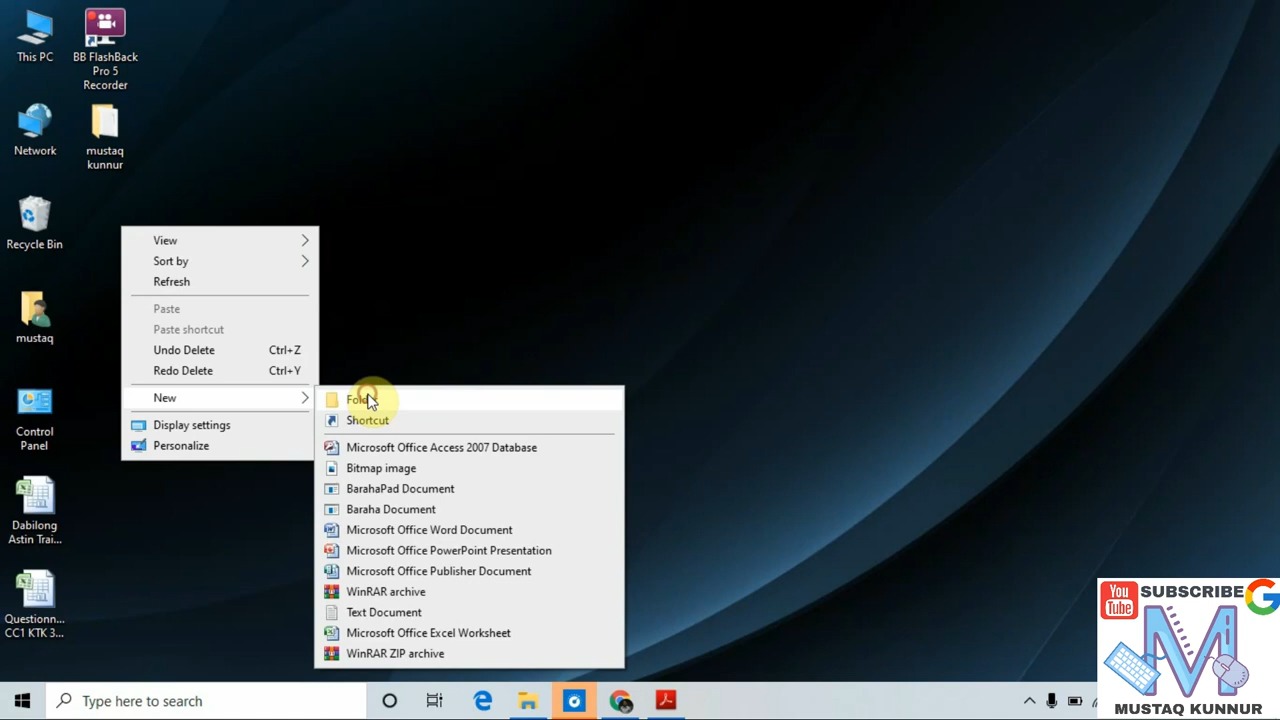 This PC
BB FlashBack
Pro 5
Recorder
Network
mustaq
kunnur
Recycle Bin
mustaq
Control
Panel
Dabilong
Astin Trai...
Questionn...
CC1 KTK 3...
View
Sort by
Refresh
Paste
Paste shortcut
Undo Delete Ctrl+Z
Redo Delete Ctrl+Y
New
Display settings
Personalize
Shortcut
Microsoft Office Access 2007 Database
Bitmap image
BarahaPad Document
Baraha Document
Microsoft Office Word Document
Microsoft Office PowerPoint Presentation
Microsoft Office Publisher Document
WinRAR archive
Text Document
Microsoft Office Excel Worksheet
WinRAR ZIP archive
Type here to search
You
Tube
SUBSCRIBE
MUSTAQ KUNNUR